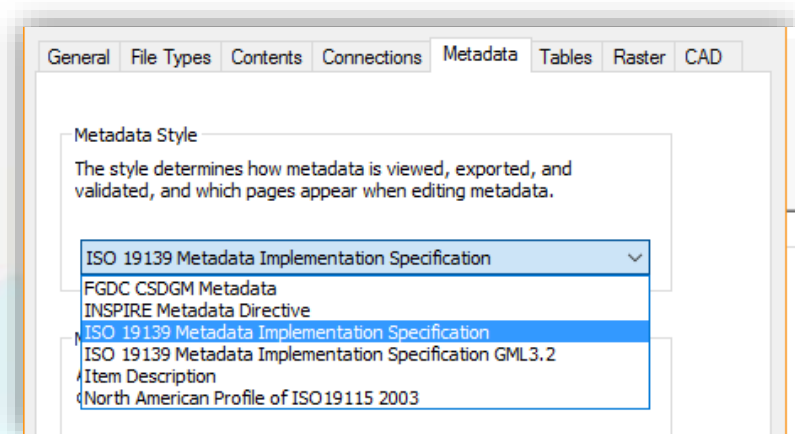 General File Types Contents Connections Metadata Tables Raster CAD
Metadata Style
The style determines how metadata is viewed, exported, and
validated, and which pages appear when editing metadata.
ISO 19139 Metadata Implementation Specification
FGDC CSDGM Metadata
INSPIRE Metadata Directive
ISO 19139 Metadata Implementation Specification
ISO 19139 Metadata Implementation Specification GML3.2
Item Description
North American Profile of ISO19115 2003